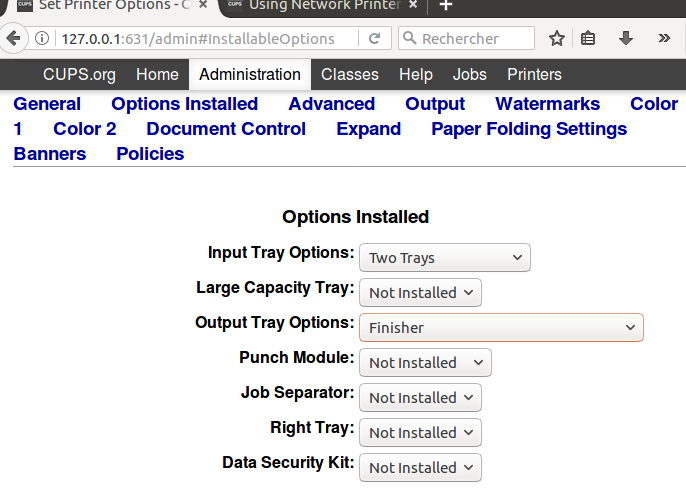 CUPS Set Printer Options - C × CUPS Using Network Printer × +
127.0.0.1:631/admin#InstallableOptions Rechercher
CUPS.org Home Administration Classes Help Jobs Printers
General Options Installed Advanced Output Watermarks Color
1 Color 2 Document Control Expand Paper Folding Settings
Banners Policies
Options Installed
Input Tray Options: Two Trays
Large Capacity Tray: Not Installed
Output Tray Options: Finisher
Punch Module: Not Installed
Job Separator: Not Installed
Right Tray: Not Installed
Data Security Kit: Not Installed